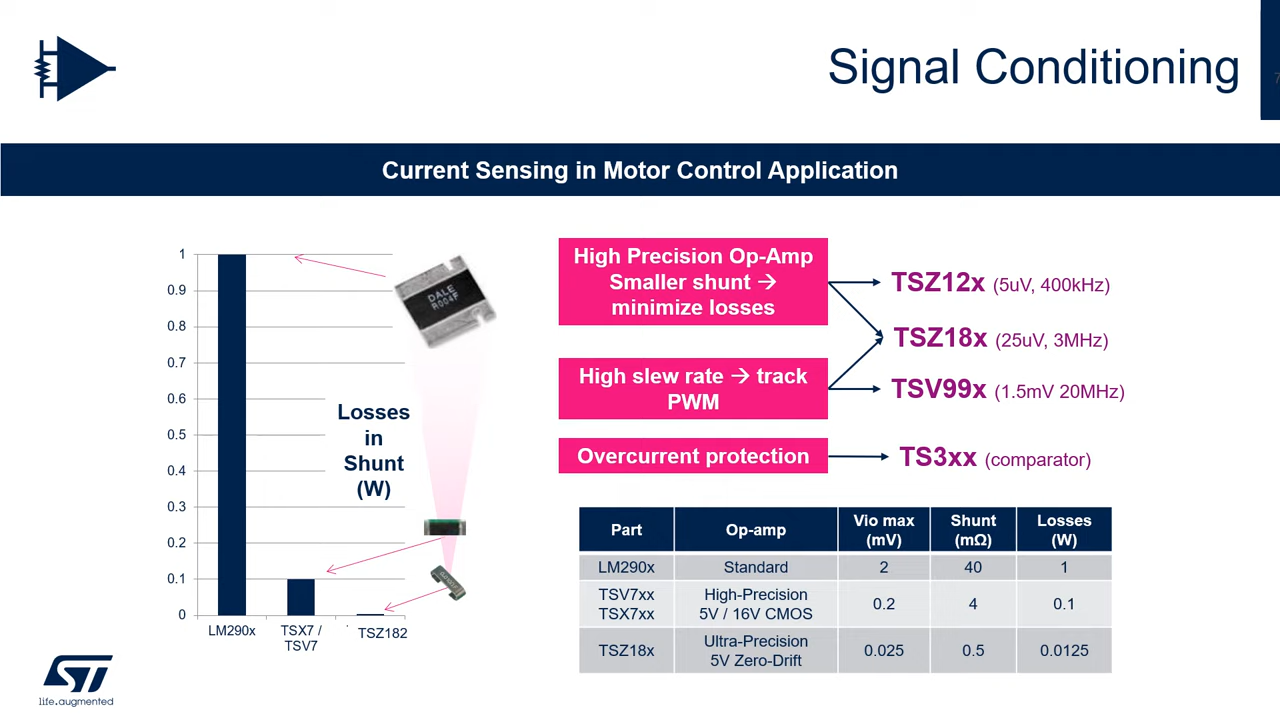 Signal Conditioning
7
Current Sensing in Motor Control Application
1
0.9
0.8
0.7
0.6
0.5
0.4
0.3
0.2
0.1
0
Losses
in
Shunt
(W)
LM290x
TSX7 /
TSV7
TSZ182
DALE
R004F
High Precision Op-Amp
Smaller shunt →
minimize losses
High slew rate → track
PWM
Overcurrent protection
TSZ12x (5uV, 400kHz)
TSZ18x (25uV, 3MHz)
TSV99x (1.5mV 20MHz)
TS3xx (comparator)
Part Op-amp Vio max (mV) Shunt (mΩ) Losses (W)
LM290x Standard 2 40 1
TSV7xx TSX7xx High-Precision 5V / 16V CMOS 0.2 4 0.1
TSZ18x Ultra-Precision 5V Zero-Drift 0.025 0.5 0.0125
ST
life.augmented